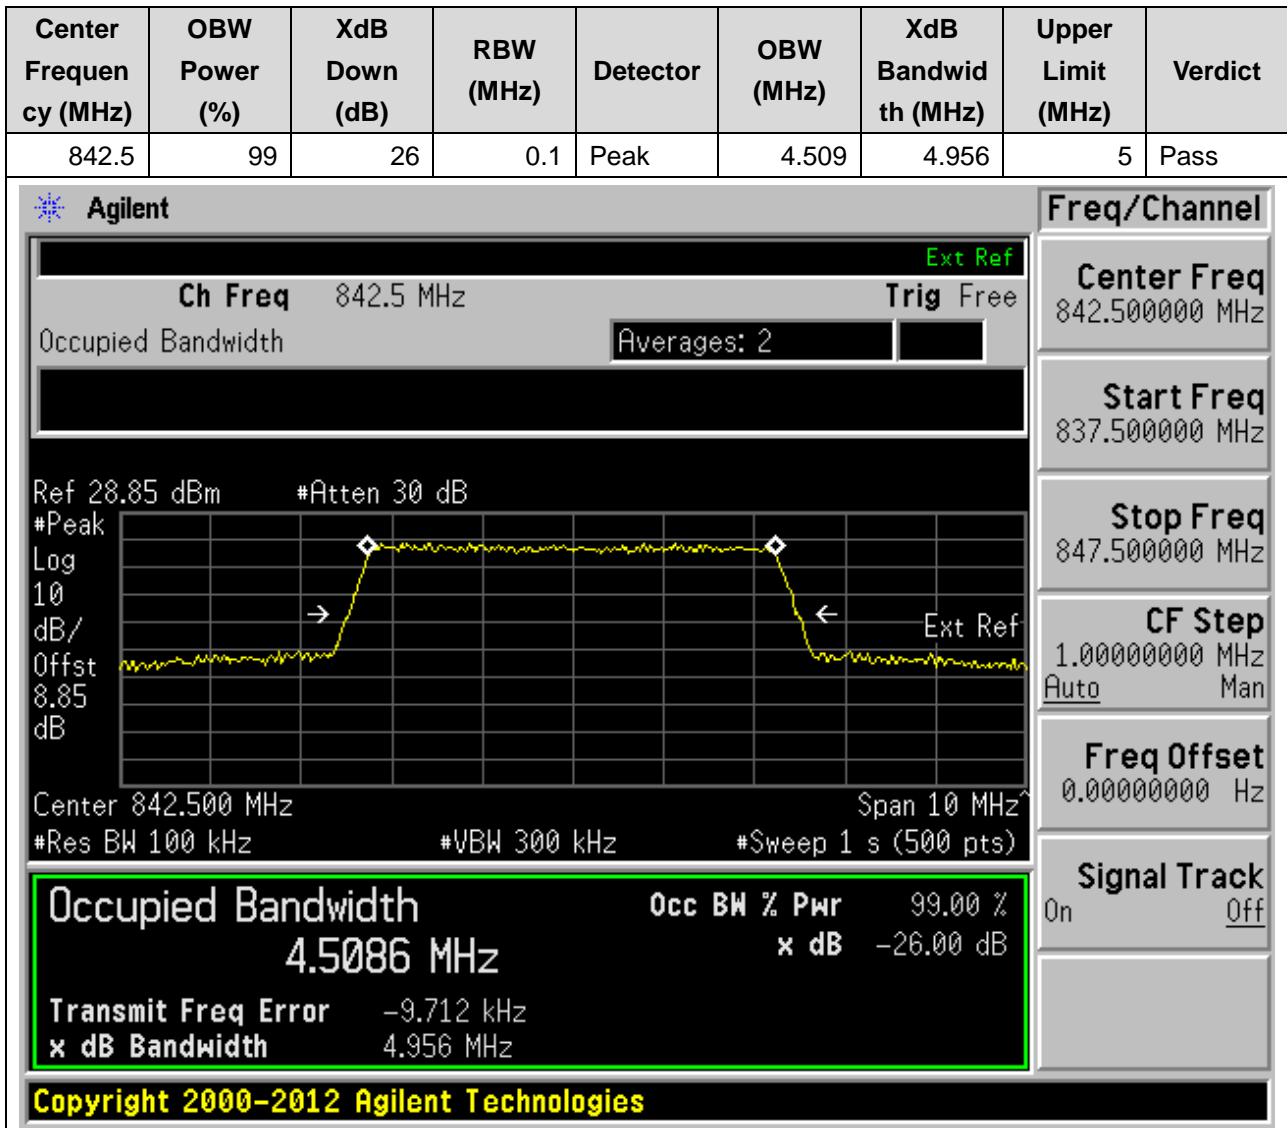 Center Frequency (MHz) OBW Power (%) XdB Down (dB) RBW (MHz) Detector OBW (MHz) XdB Bandwidth (MHz) Upper Limit (MHz) Verdict
842.5 99 26 0.1 Peak 4.509 4.956 5 Pass
Agilent
Freq/Channel
Ext Ref
Ch Freq 842.5 MHz Trig Free
Occupied Bandwidth Averages: 2
Center Freq
842.500000 MHz
Start Freq
837.500000 MHz
Stop Freq
847.500000 MHz
CF Step
1.00000000 MHz
Auto Man
Freq Offset
0.00000000 Hz
Signal Track
On Off
Ref 28.85 dBm #Atten 30 dB
#Peak
Log
10
dB/
Offst
8.85
dB
Ext Ref
Center 842.500 MHz Span 10 MHz^
#Res BW 100 kHz #VBW 300 kHz #Sweep 1 s (500 pts)
Occupied Bandwidth Occ BW % Pwr 99.00 %
4.5086 MHz x dB -26.00 dB
Transmit Freq Error -9.712 kHz
x dB Bandwidth 4.956 MHz
Copyright 2000-2012 Agilent Technologies